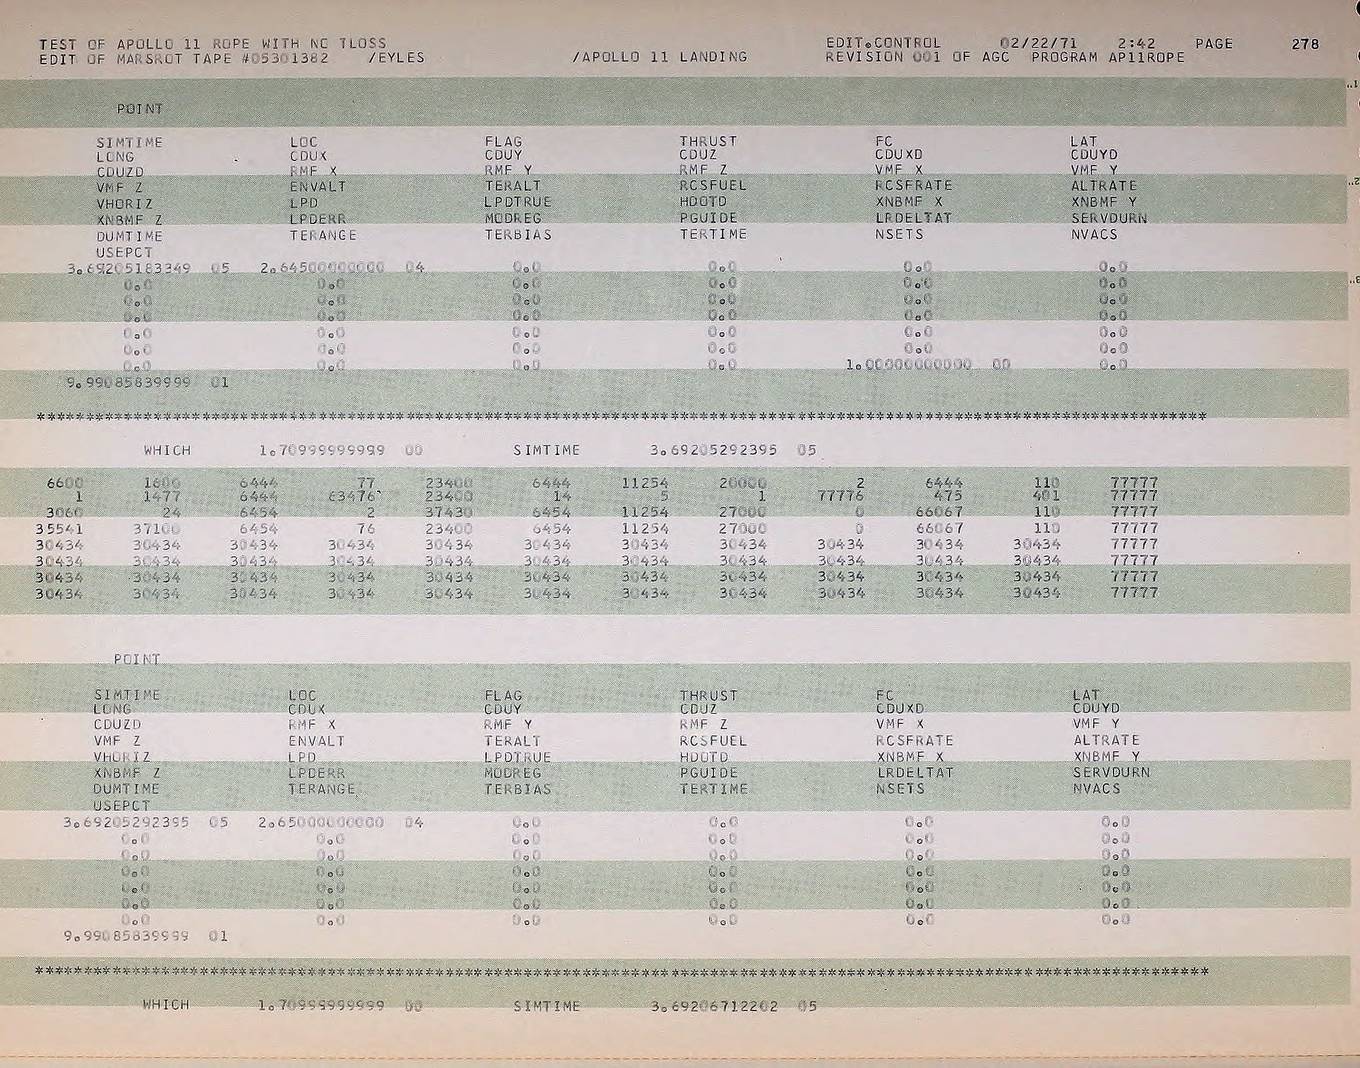 TEST OF APOLLO 11 ROPE WITH NC TLOSS EDIT.CONTROL 02/22/71 2:42 PAGE 278
EDIT OF MARSROT TAPE #05301382 /EYLES /APOLLO 11 LANDING REVISION 001 OF AGC PROGRAM AP11ROPE
POINT
SIMTIME LOC FLAG THRUST FC LAT
LONG CDUX CDUY CDUZ CDUXD CDUYD
CDUZD RMF X RMF Y RMF Z VMF X VMF Y
VMF Z ENVALT TERALT RCSFUEL RCSFRATE ALTRATE
VHORIZ LPD LPDTRUE HDOTD XNBMF X XNBMF Y
XNBMF Z LPDERR MODREG PGUIDE LRDELTAT SERVDURN
DUMTIME TERANGE TERBIAS TERTIME NSETS NVACS
USEPCT
3.69205183349 05 2.64500000000 04 0.0 0.0 0.0 0.0
0.0 0.0 0.0 0.0 0.0 0.0
0.0 0.0 0.0 0.0 0.0 0.0
0.0 0.0 0.0 0.0 0.0 0.0
0.0 0.0 0.0 0.0 0.0 0.0
0.0 0.0 0.0 0.0 0.0 0.0
0.0 0.0 0.0 0.0 1.00000000000 00 0.0
9.99085839999 01
*************************************************************************************************************************
WHICH 1.70999999999 00 SIMTIME 3.69205292395 05
6600 1600 6444 77 23400 6444 11254 20000 2 6444 110 77777
1 1477 6444 63476 23400 14 5 1 77776 475 401 77777
3060 24 6454 2 37430 6454 11254 27000 0 66067 110 77777
35541 37100 6454 76 23400 6454 11254 27000 0 66067 110 77777
30434 30434 30434 30434 30434 30434 30434 30434 30434 30434 30434 77777
30434 30434 30434 30434 30434 30434 30434 30434 30434 30434 30434 77777
30434 30434 30434 30434 30434 30434 30434 30434 30434 30434 30434 77777
30434 30434 30434 30434 30434 30434 30434 30434 30434 30434 30434 77777
POINT
SIMTIME LOC FLAG THRUST FC LAT
LONG CDUX CDUY CDUZ CDUXD CDUYD
CDUZD RMF X RMF Y RMF Z VMF X VMF Y
VMF Z ENVALT TERALT RCSFUEL RCSFRATE ALTRATE
VHORIZ LPD LPDTRUE HDOTD XNBMF X XNBMF Y
XNBMF Z LPDERR MODREG PGUIDE LRDELTAT SERVDURN
DUMTIME TERANGE TERBIAS TERTIME NSETS NVACS
USEPCT
3.69205292395 05 2.65000000000 04 0.0 0.0 0.0 0.0
0.0 0.0 0.0 0.0 0.0 0.0
0.0 0.0 0.0 0.0 0.0 0.0
0.0 0.0 0.0 0.0 0.0 0.0
0.0 0.0 0.0 0.0 0.0 0.0
0.0 0.0 0.0 0.0 0.0 0.0
0.0 0.0 0.0 0.0 0.0 0.0
9.99085839999 01
*************************************************************************************************************************
WHICH 1.70999999999 00 SIMTIME 3.69206712202 05